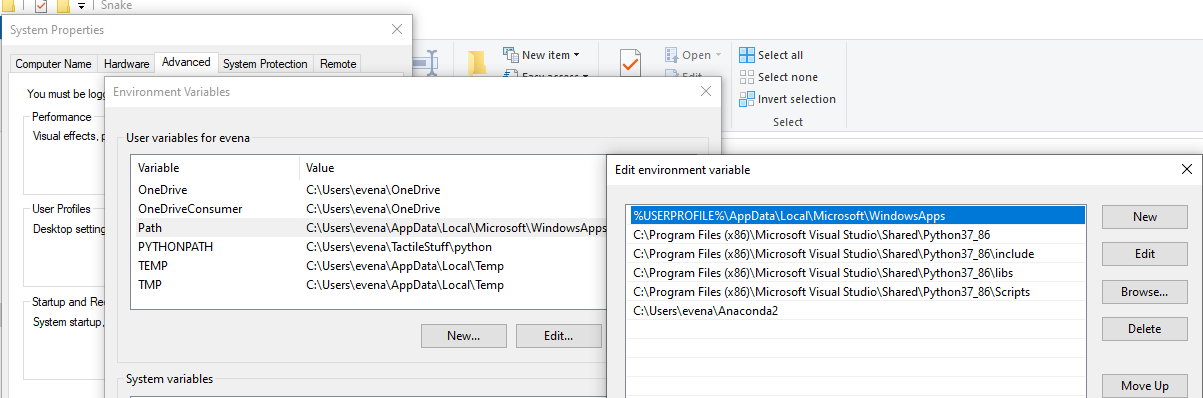 Snake
System Properties
Computer Name Hardware Advanced System Protection Remote
You must be logg
Performance
Visual effects, p
User Profiles
Desktop setting
Startup and Rec
System startup,
New item
Easy access
Open
Edit
Select all
Select none
Invert selection
Select
Environment Variables
User variables for evena
Variable Value
OneDrive C:\Users\evena\OneDrive
OneDriveConsumer C:\Users\evena\OneDrive
Path C:\Users\evena\AppData\Local\Microsoft\WindowsApps
PYTHONPATH C:\Users\evena\TactileStuff\python
TEMP C:\Users\evena\AppData\Local\Temp
TMP C:\Users\evena\AppData\Local\Temp
New... Edit...
System variables
Edit environment variable
%USERPROFILE%\AppData\Local\Microsoft\WindowsApps
C:\Program Files (x86)\Microsoft Visual Studio\Shared\Python37_86
C:\Program Files (x86)\Microsoft Visual Studio\Shared\Python37_86\include
C:\Program Files (x86)\Microsoft Visual Studio\Shared\Python37_86\libs
C:\Program Files (x86)\Microsoft Visual Studio\Shared\Python37_86\Scripts
C:\Users\evena\Anaconda2
New
Edit
Browse...
Delete
Move Up